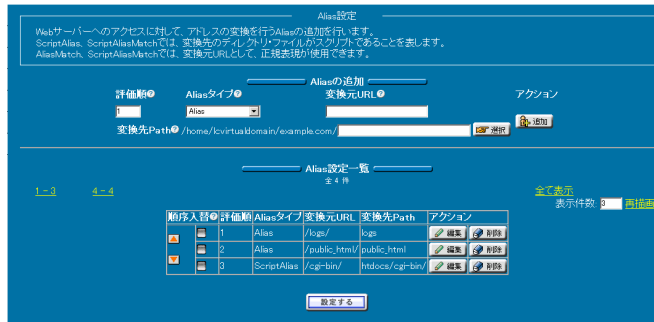 Alias設定
Webサーバーへのアクセスに対して、アドレスの変換を行うAliasの追加を行います。
ScriptAlias、ScriptAliasMatchでは、変換先のディレクトリ・ファイルがスクリプトであることを表します。
AliasMatch、ScriptAliasMatchでは、変換元URLとして、正規表現が使用できます。
Aliasの追加
評価順 Aliasタイプ 変換元URL アクション
1 Alias 追加
変換先Path /home/lcvirtualdomain/example.com/ 選択
Alias設定一覧
全 4 件
1 - 3 4 - 4 全て表示
表示件数: 3 再描画
順序入替 評価順 Aliasタイプ 変換元URL 変換先Path アクション
1 Alias /logs/ logs 編集 削除
2 Alias /public_html/ public_html 編集 削除
3 ScriptAlias /cgi-bin/ htdocs/cgi-bin/ 編集 削除
設定する